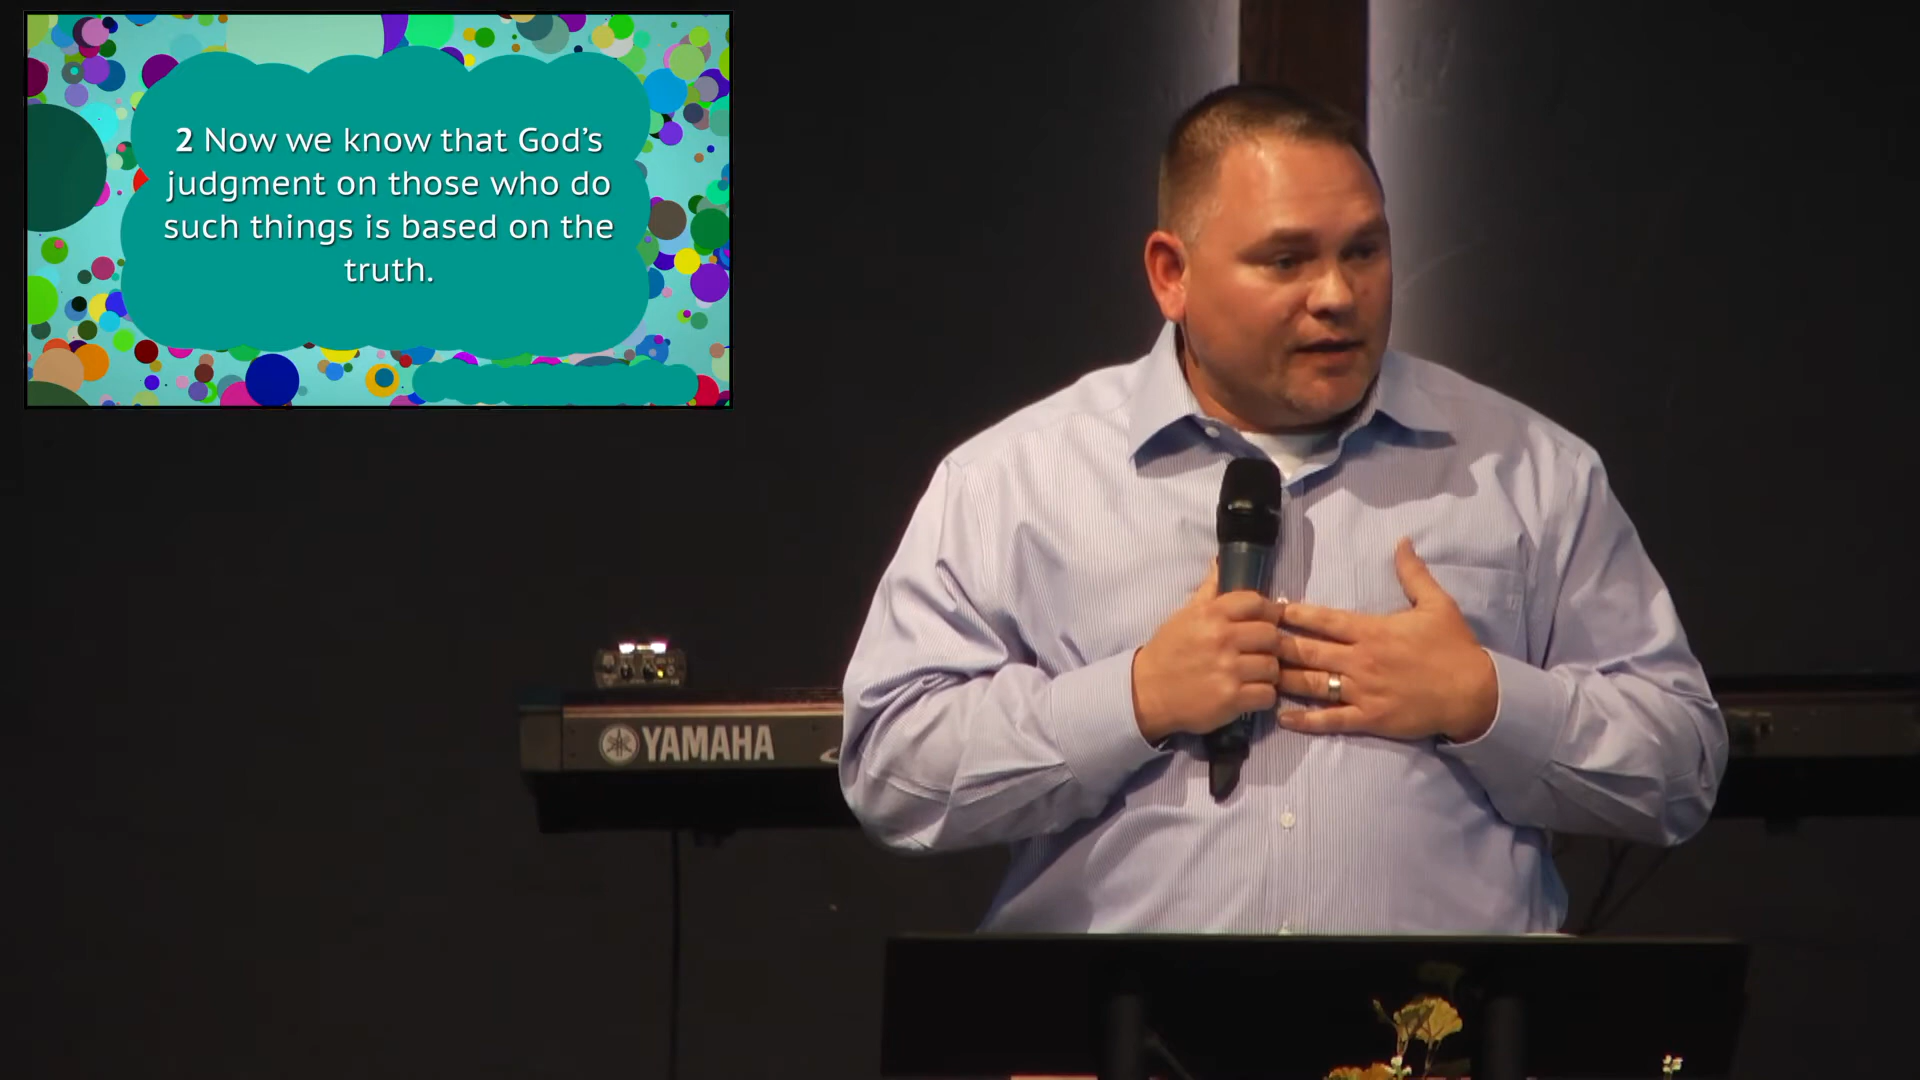 2 Now we know that God’s
judgment on those who do
such things is based on the
truth.
YAMAHA